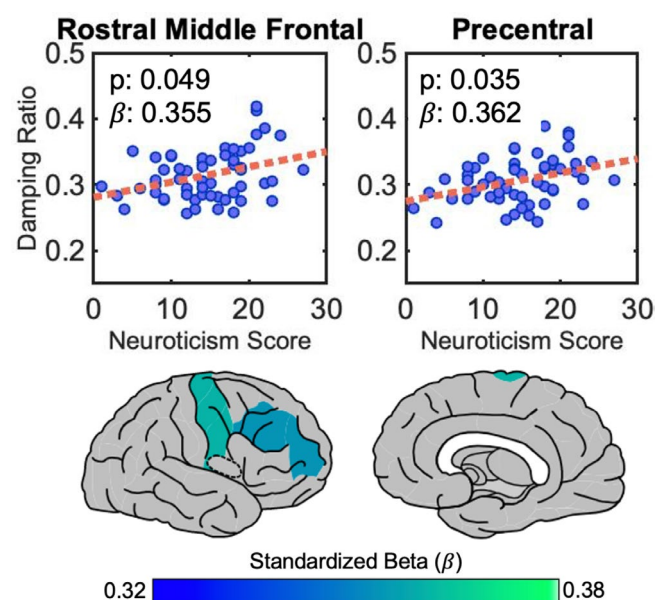 Rostral Middle Frontal
Precentral
0.5
0.4
0.3
0.2
Damping Ratio
p: 0.049
β: 0.355
0 10 20 30
Neuroticism Score
0.5
0.4
0.3
0.2
p: 0.035
β: 0.362
0 10 20 30
Neuroticism Score
Standardized Beta (β)
0.32 0.38